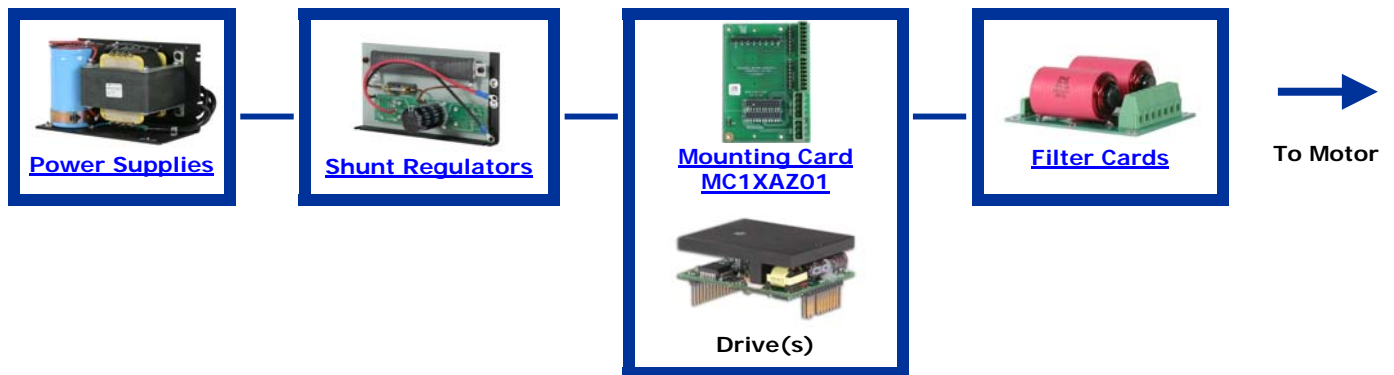 Power Supplies
Shunt Regulators
Mounting Card
MC1XAZ01
Drive(s)
Filter Cards
To Motor